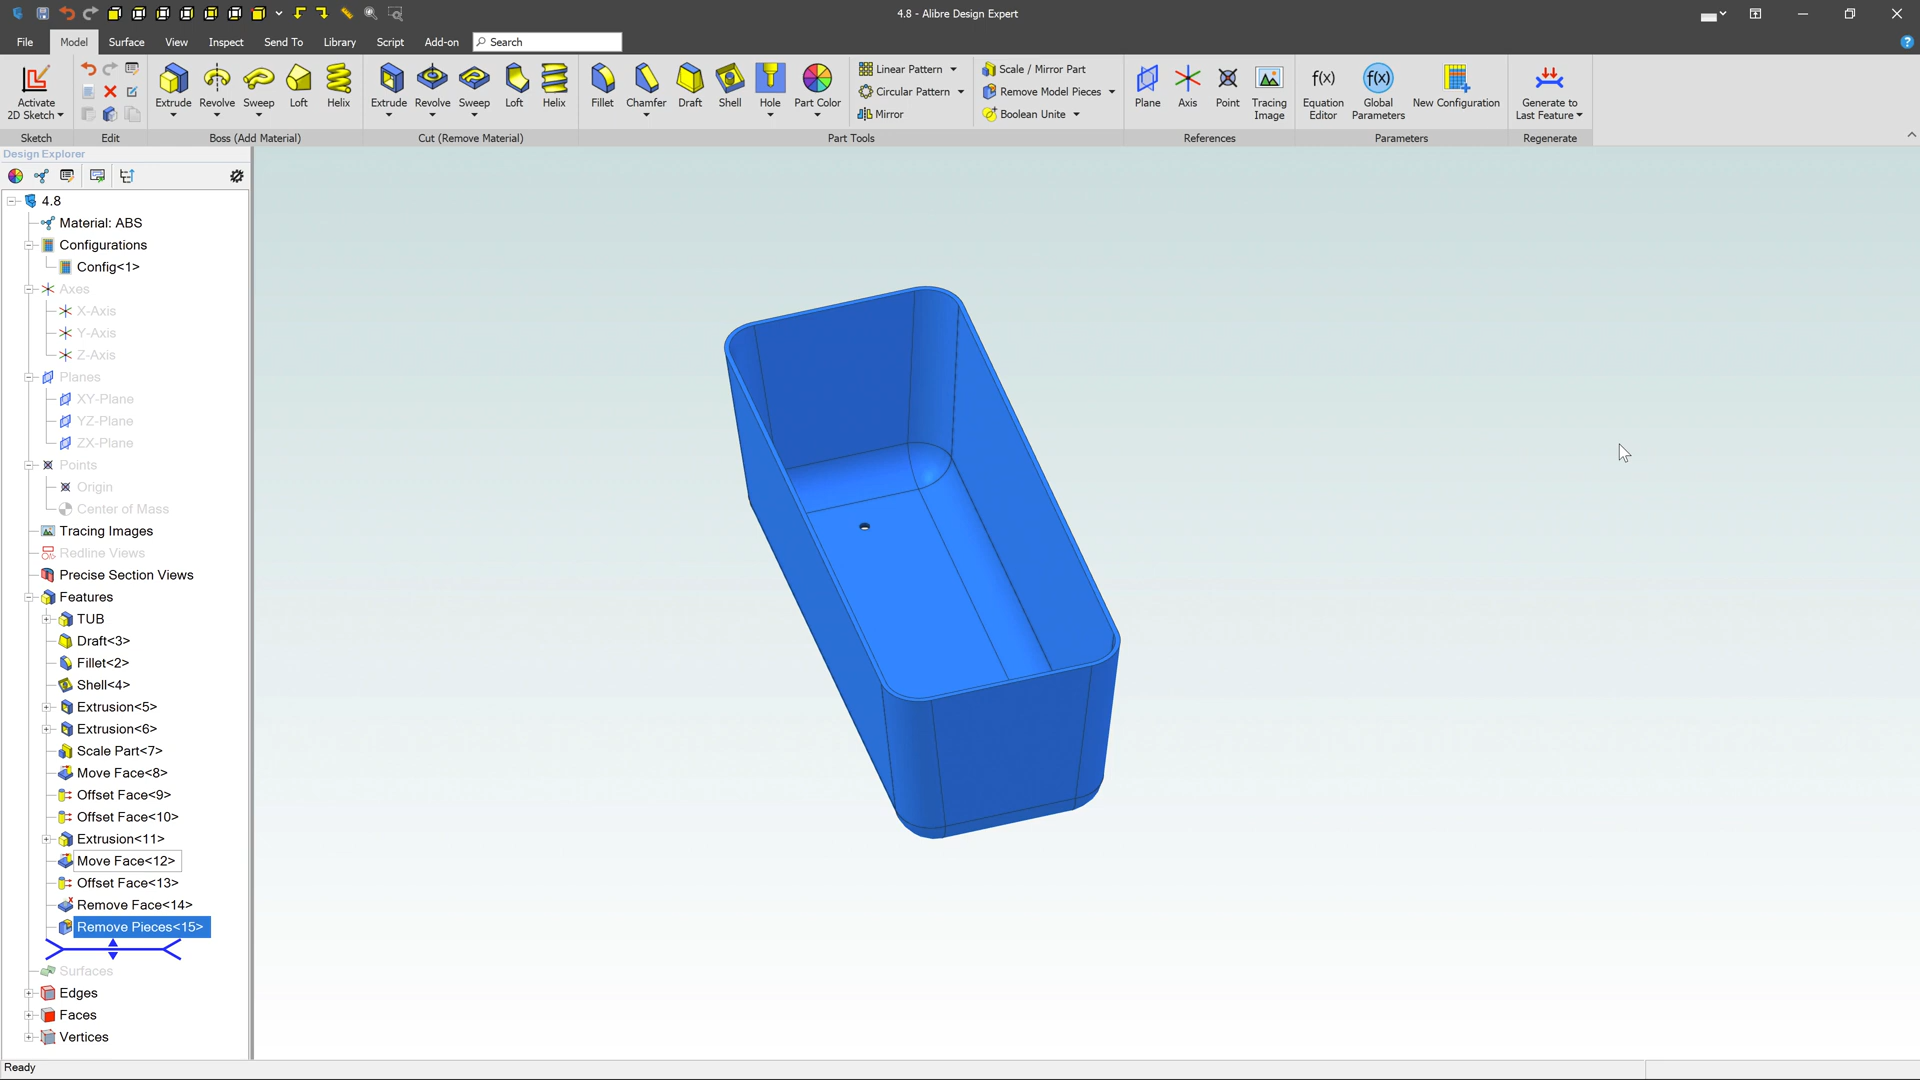 4.8 - Alibre Design Expert
File Model Surface View Inspect Send To Library Script Add-on Search
Activate 2D Sketch
Sketch
Edit
Extrude Revolve Sweep Loft Helix
Boss (Add Material)
Extrude Revolve Sweep Loft Helix
Cut (Remove Material)
Fillet Chamfer Draft Shell Hole Part Color
Linear Pattern
Circular Pattern
Mirror
Scale / Mirror Part
Remove Model Pieces
Boolean Unite
Part Tools
Plane Axis Point Tracing Image
References
f(x) Equation Editor
f(x) Global Parameters
New Configuration
Parameters
Generate to Last Feature
Regenerate
Design Explorer
4.8
Material: ABS
Configurations
Config<1>
Axes
X-Axis
Y-Axis
Z-Axis
Planes
XY-Plane
YZ-Plane
ZX-Plane
Points
Origin
Center of Mass
Tracing Images
Redline Views
Precise Section Views
Features
TUB
Draft<3>
Fillet<2>
Shell<4>
Extrusion<5>
Extrusion<6>
Scale Part<7>
Move Face<8>
Offset Face<9>
Offset Face<10>
Extrusion<11>
Move Face<12>
Offset Face<13>
Remove Face<14>
Remove Pieces<15>
Surfaces
Edges
Faces
Vertices
Ready